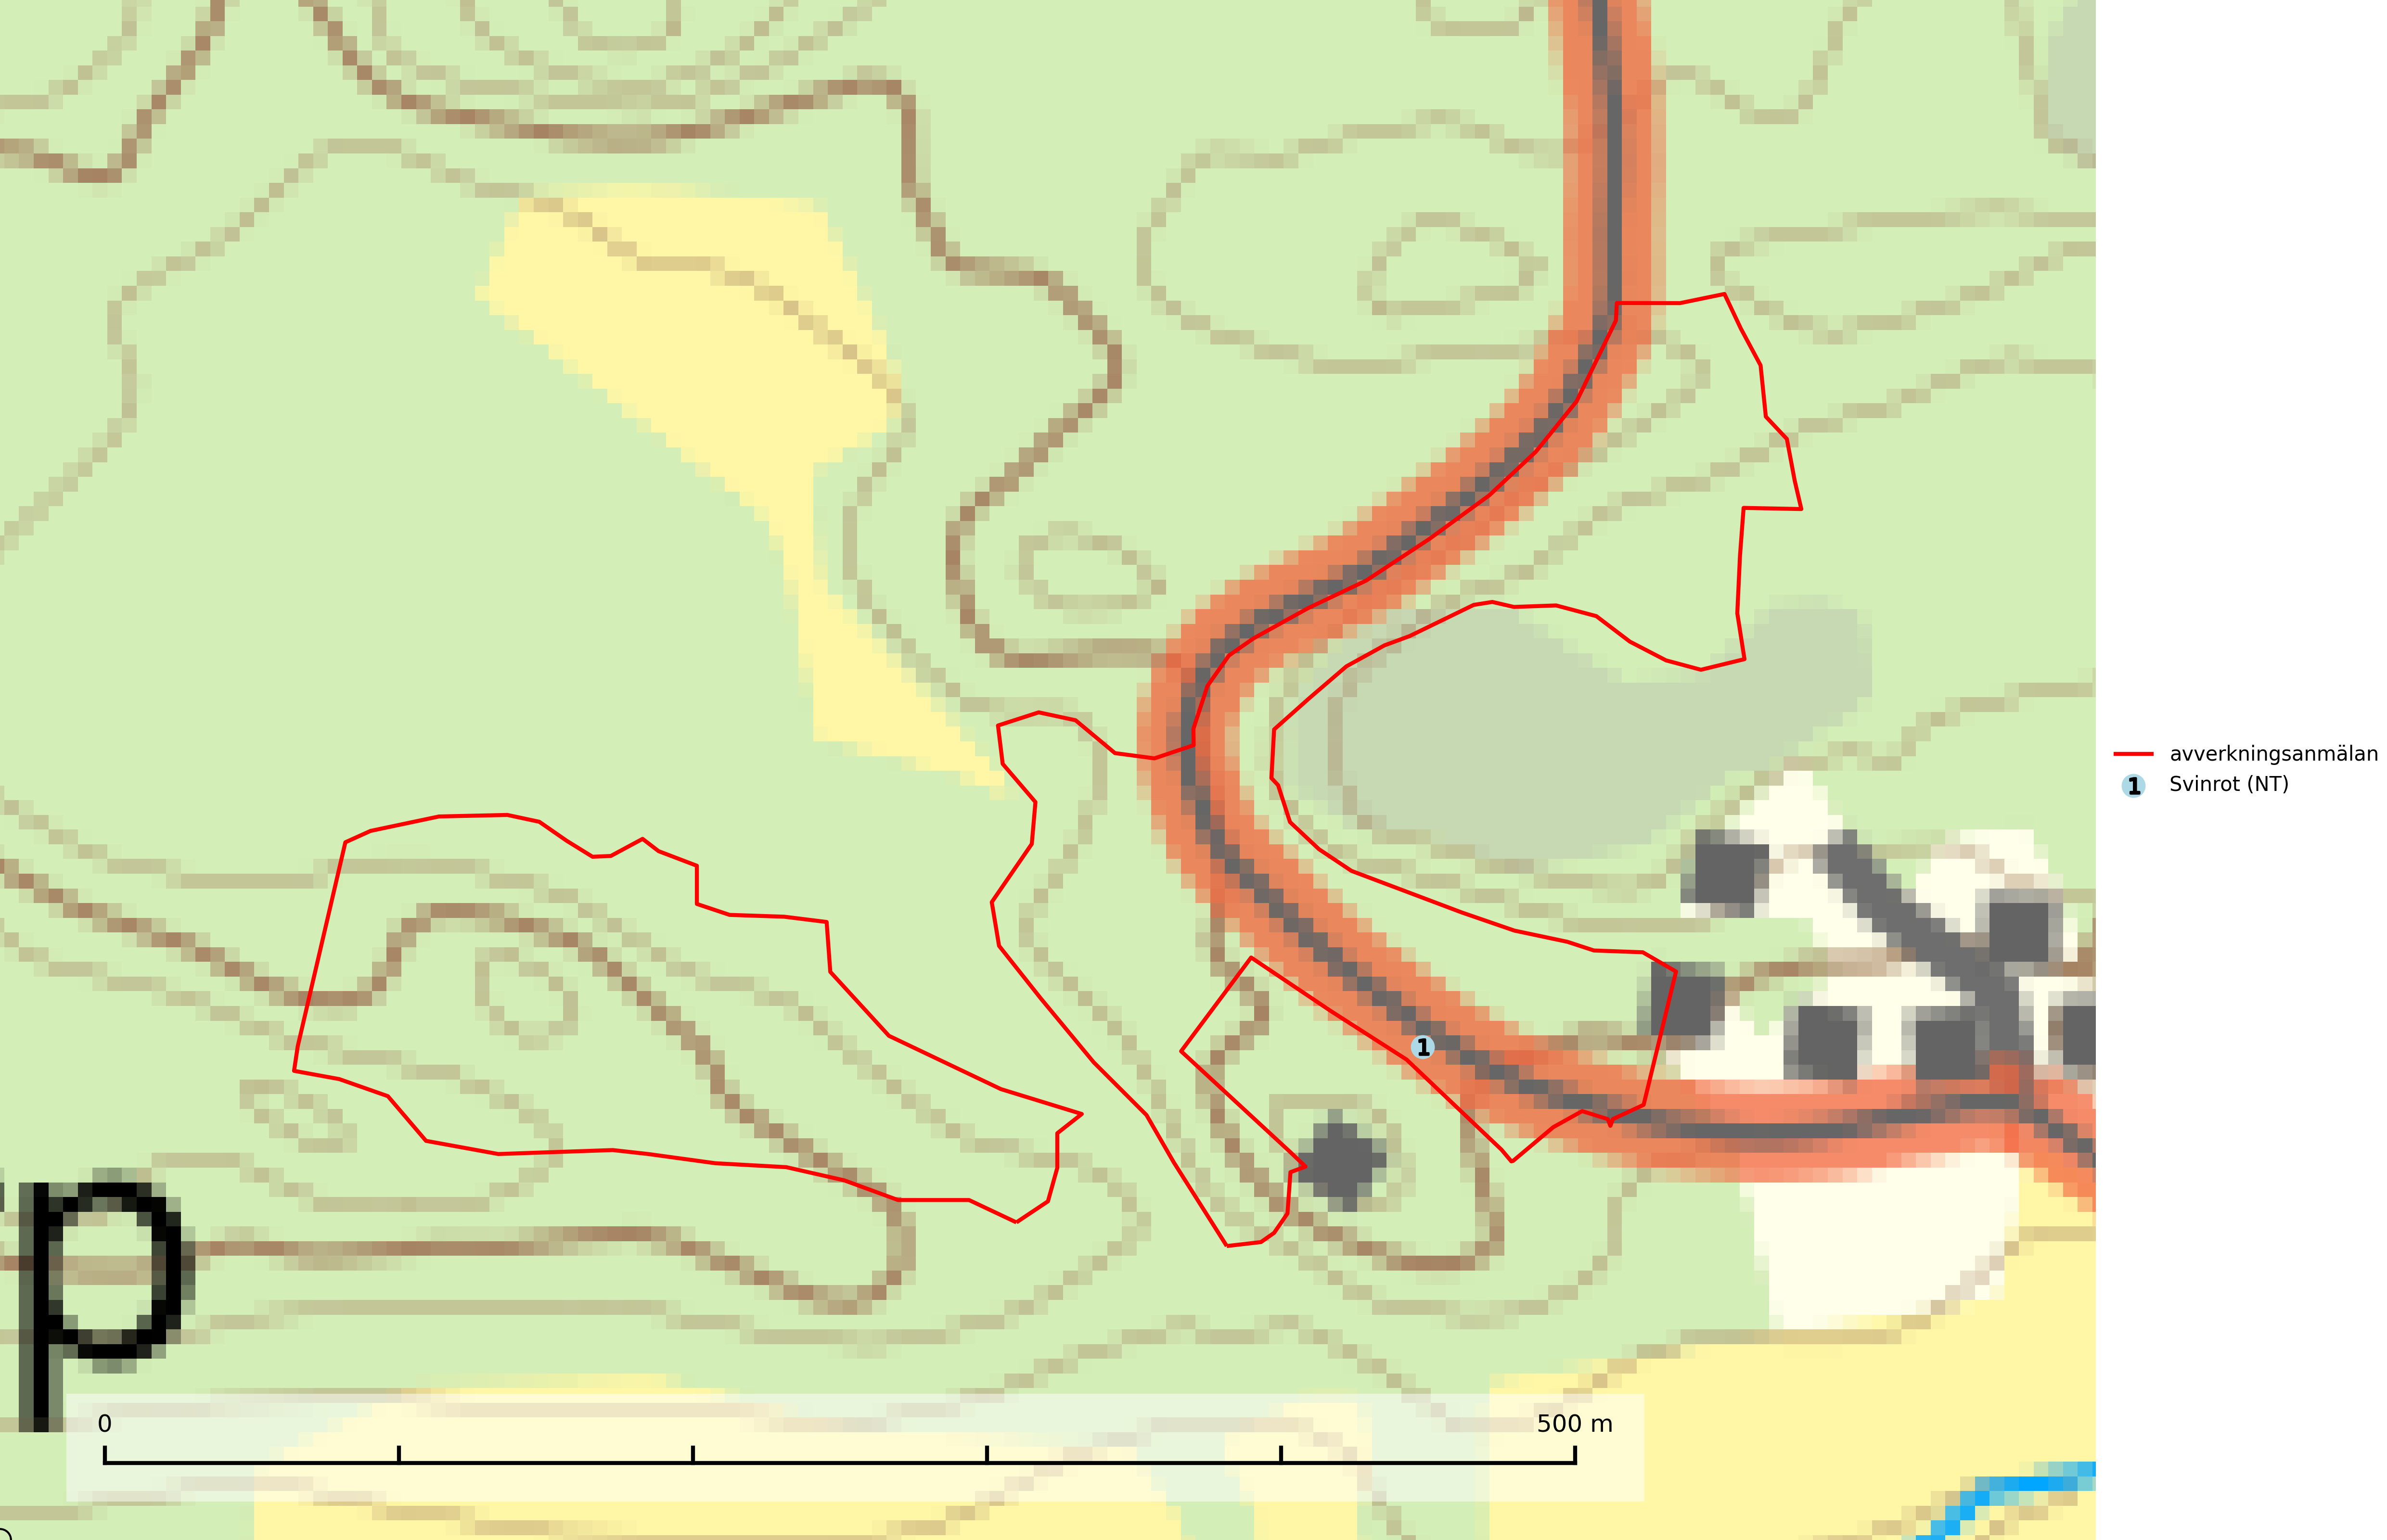 avverkningsanmälan
1 Svinrot (NT)
1
p
0 500 m